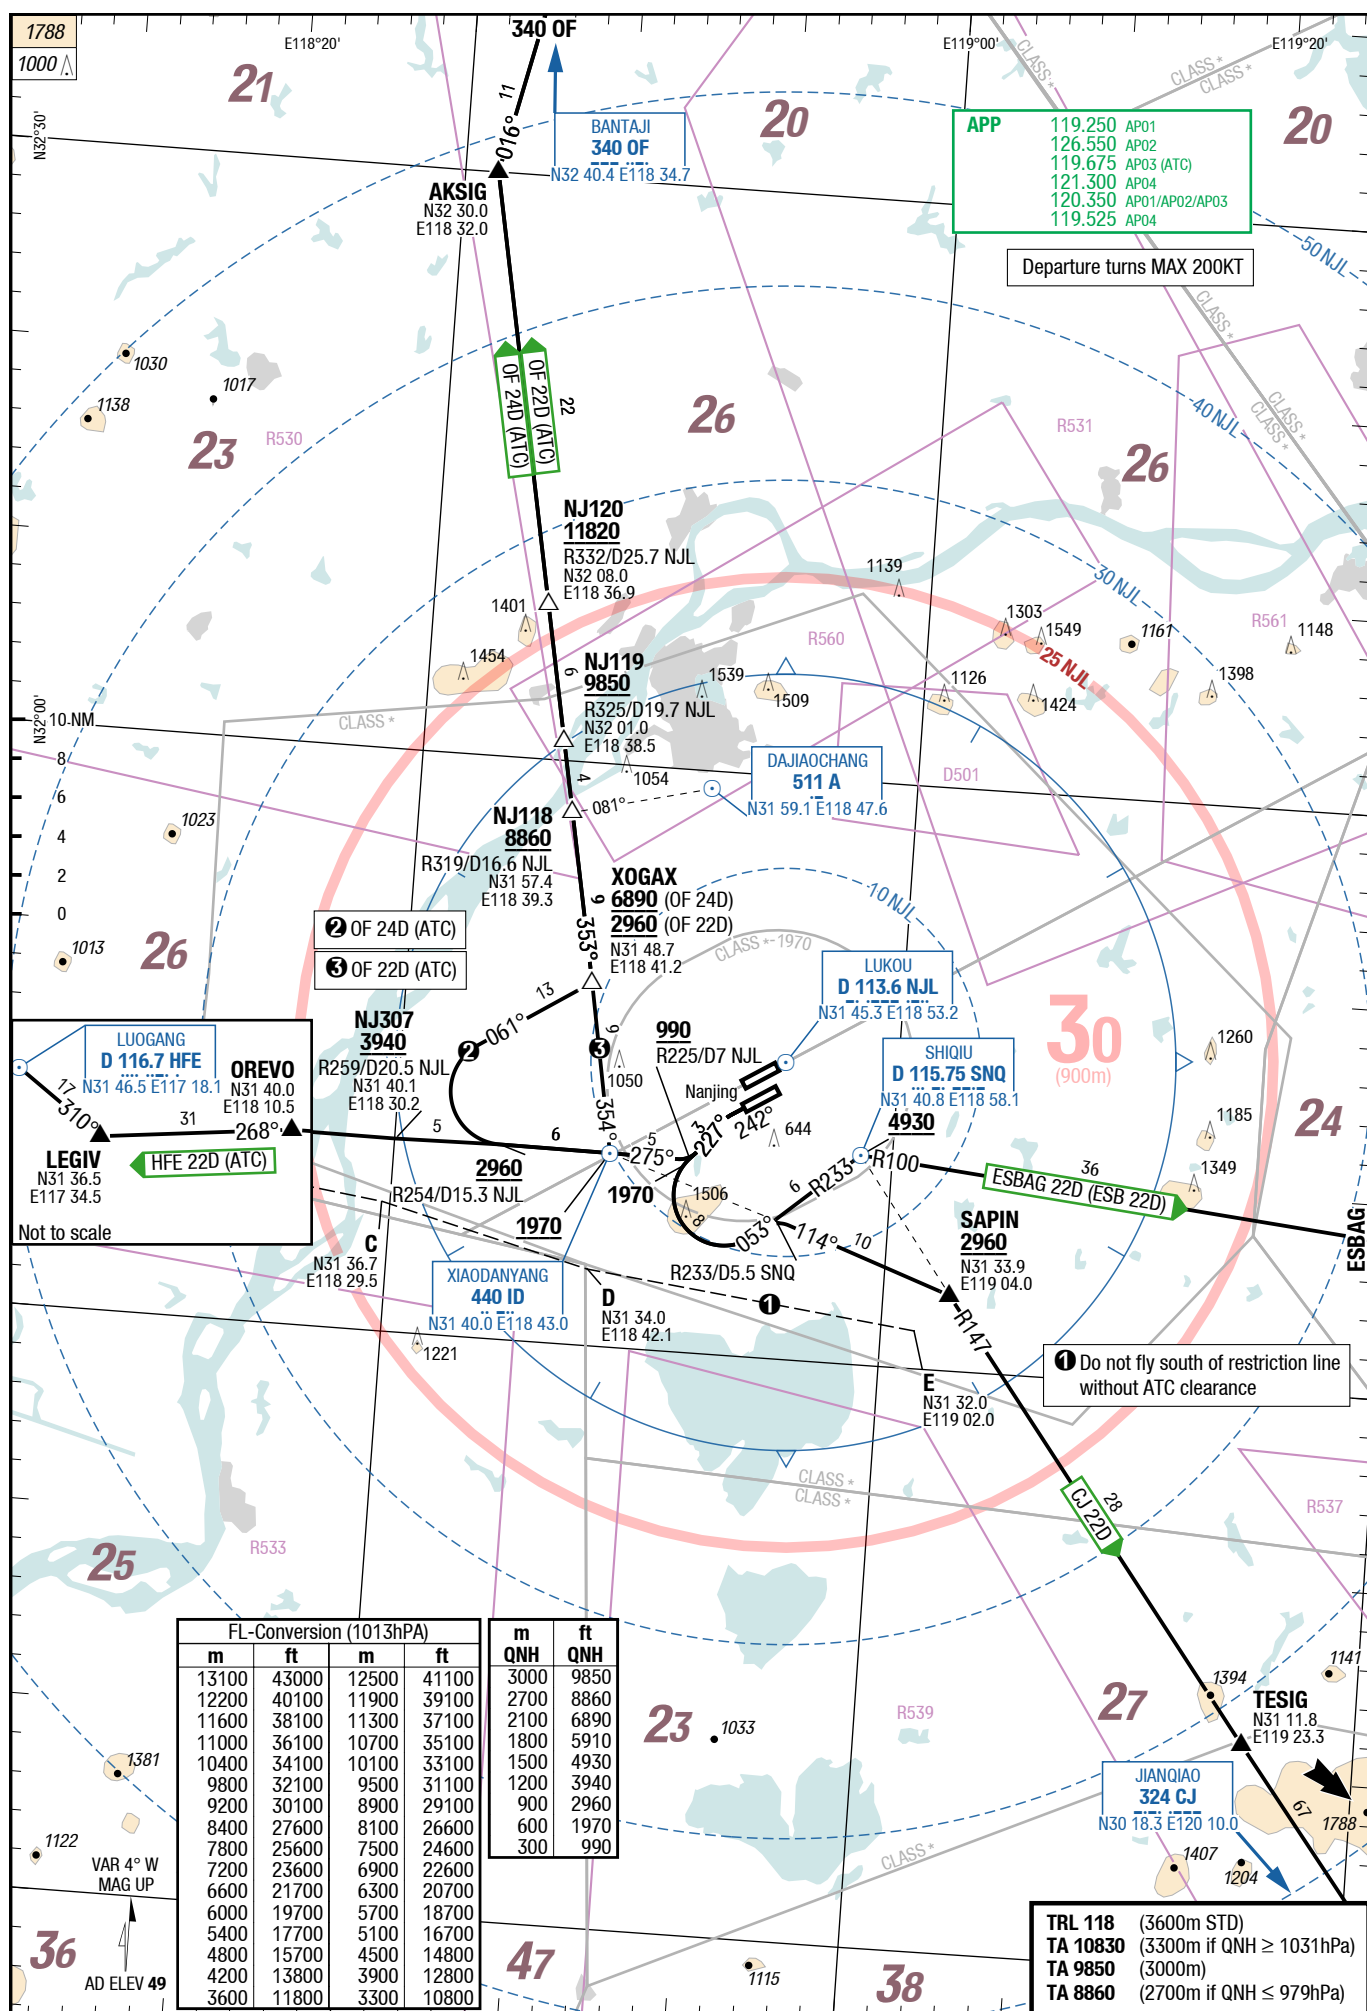 1788
1000
E118°20'
340 OF
E119°00'
E119°20'
CLASS *
CLASS *
CLASS *
21
20
20
N32°30'
11
016°
BANTAJI
340 OF
N32 40.4 E118 34.7
APP
119.250 AP01
126.550 AP02
119.675 AP03 (ATC)
121.300 AP04
120.350 AP01/AP02/AP03
119.525 AP04
AKSIG
N32 30.0
E118 32.0
50 NJL
Departure turns MAX 200KT
CLASS *
1030
1017
1138
OF 24D (ATC)
OF 22D (ATC)
22
26
40 NJL
CLASS *
CLASS *
23
R530
R531
26
NJ120
11820
R332/D25.7 NJL
N32 08.0
E118 36.9
1139
30 NJL
1401
1303
1549
1161
R561
1148
R560
1454
25 NJL
6
NJ119
9850
R325/D19.7 NJL
N32 01.0
E118 38.5
1539
1509
1126
1424
1398
N32°00'
10 NM
CLASS *
8
6
4
2
0
1054
4
DAJIAOCHANG
511 A
N31 59.1 E118 47.6
D501
081°
1023
NJ118
8860
R319/D16.6 NJL
N31 57.4
E118 39.3
XOGAX
6890 (OF 24D)
2960 (OF 22D)
N31 48.7
E118 41.2
9
353°
10 NJL
CLASS *-1970
2 OF 24D (ATC)
3 OF 22D (ATC)
1013
26
LUKOU
D 113.6 NJL
N31 45.3 E118 53.2
13
061°
2
9
3
354°
1050
NJ307
3940
R259/D20.5 NJL
N31 40.1
E118 30.2
990
R225/D7 NJL
Nanjing
SHIQIU
D 115.75 SNQ
N31 40.8 E118 58.1
4930
30
(900m)
1260
LUOGANG
D 116.7 HFE
N31 46.5 E117 18.1
OREVO
N31 40.0
E118 10.5
17
310°
31
268°
LEGIV
N31 36.5
E117 34.5
HFE 22D (ATC)
Not to scale
5
6
5
275°
3
227°
242°
644
1185
24
1349
2960
R254/D15.3 NJL
1970
1970
1506
8
053°
6
R233
R100
36
ESBAG 22D (ESB 22D)
ESBAG
114°
10
R233/D5.5 SNQ
SAPIN
2960
N31 33.9
E119 04.0
C
N31 36.7
E118 29.5
XIAODANYANG
440 ID
N31 40.0 E118 43.0
D
N31 34.0
E118 42.1
1
R147
1221
E
N31 32.0
E119 02.0
1 Do not fly south of restriction line
without ATC clearance
CLASS *
CLASS *
28
CJ 22D
R537
25
R533
FL-Conversion (1013hPA)
m ft m ft
13100 43000 12500 41100
12200 40100 11900 39100
11600 38100 11300 37100
11000 36100 10700 35100
10400 34100 10100 33100
9800 32100 9500 31100
9200 30100 8900 29100
8400 27600 8100 26600
7800 25600 7500 24600
7200 23600 6900 22600
6600 21700 6300 20700
6000 19700 5700 18700
5400 17700 5100 16700
4800 15700 4500 14800
4200 13800 3900 12800
3600 11800 3300 10800
m ft
QNH QNH
3000 9850
2700 8860
2100 6890
1800 5910
1500 4930
1200 3940
900 2960
600 1970
300 990
23
1033
R539
27
1394
1141
TESIG
N31 11.8
E119 23.3
1381
1122
JIANQIAO
324 CJ
N30 18.3 E120 10.0
67
1788
CLASS *
1407
1204
VAR 4° W
MAG UP
AD ELEV 49
36
47
1115
38
TRL 118 (3600m STD)
TA 10830 (3300m if QNH ≥ 1031hPa)
TA 9850 (3000m)
TA 8860 (2700m if QNH ≤ 979hPa)